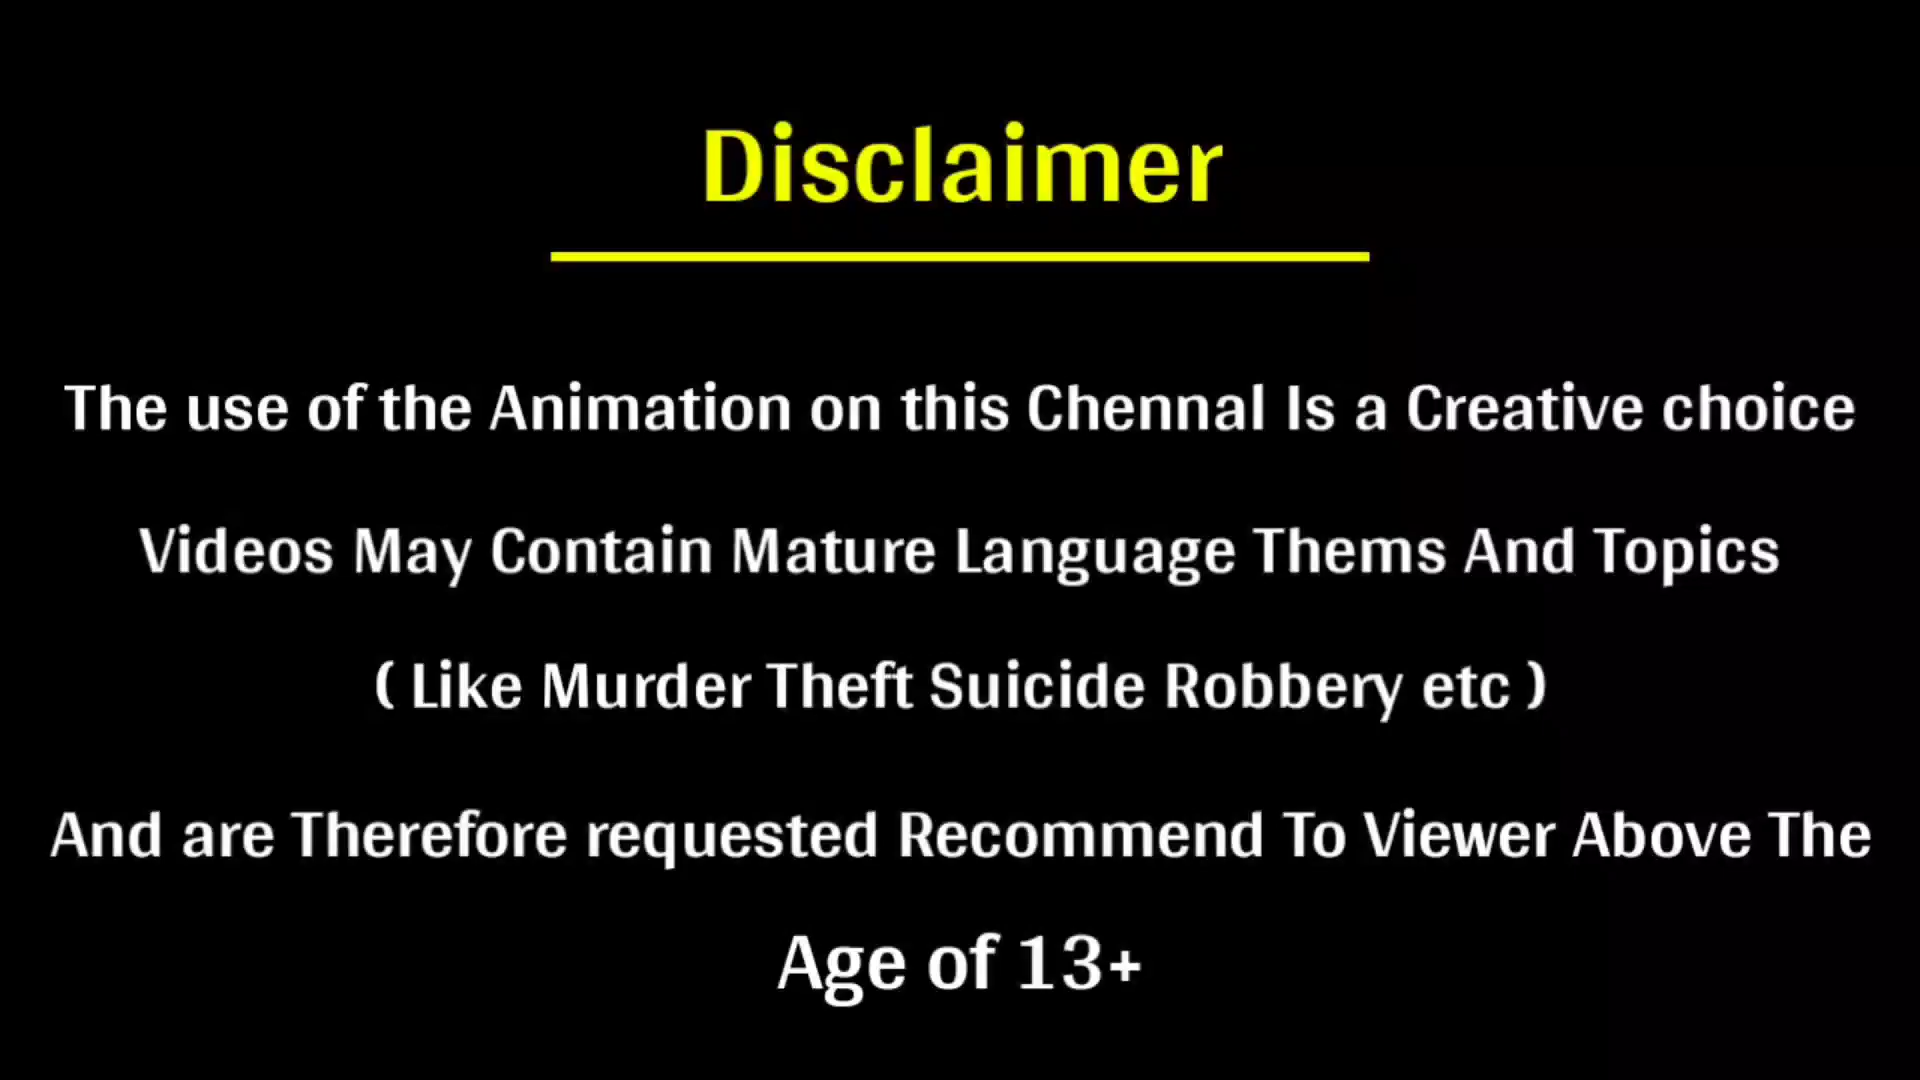 Disclaimer
The use of the Animation on this Chennal Is a Creative choice
Videos May Contain Mature Language Thems And Topics
( Like Murder Theft Suicide Robbery etc )
And are Therefore requested Recommend To Viewer Above The
Age of 13+